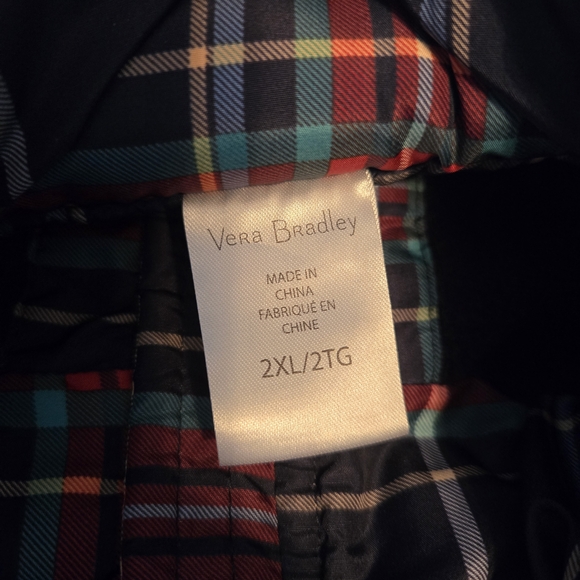 Vera Bradley
MADE IN
CHINA
FABRIQUÉ EN
CHINE
2XL/2TG